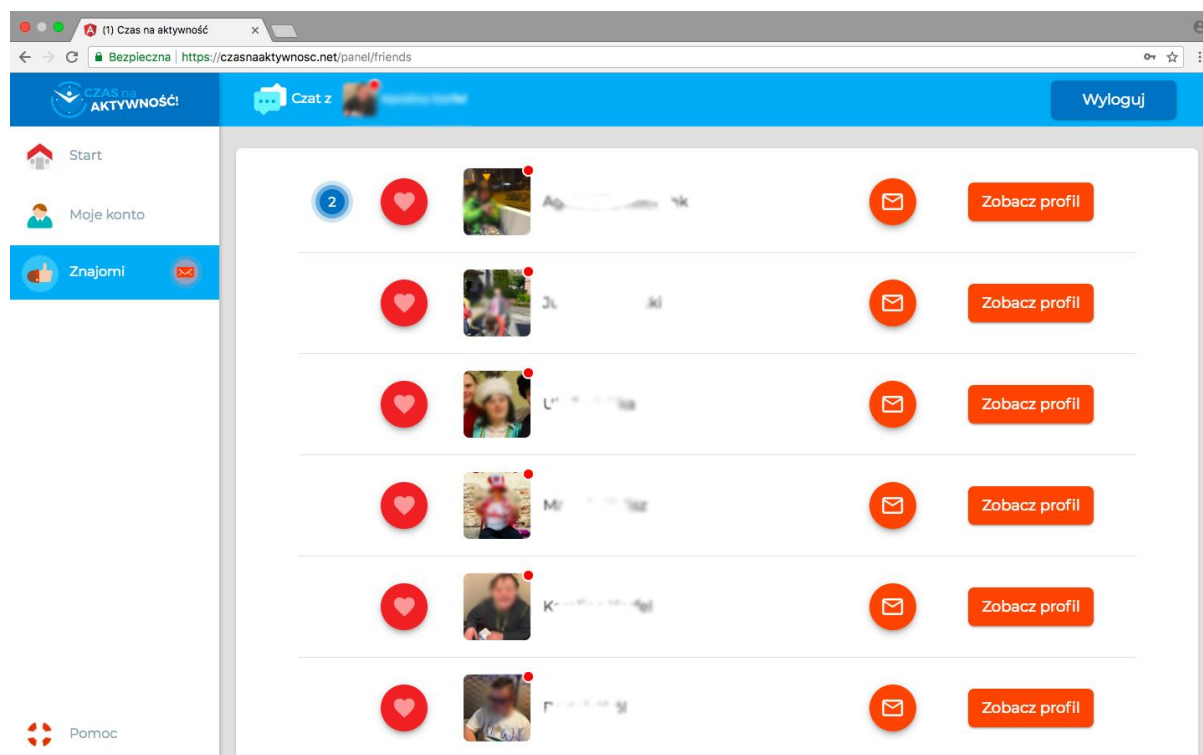 (1) Czas na aktywność
Bezpieczna | https://czasnaaktywnosc.net/panel/friends
CZAS na
AKTYWNOŚĆ!
Czat z
Wyloguj
Start
Moje konto
Znajomi
2
Zobacz profil
Zobacz profil
Zobacz profil
Zobacz profil
Zobacz profil
Zobacz profil
Pomoc